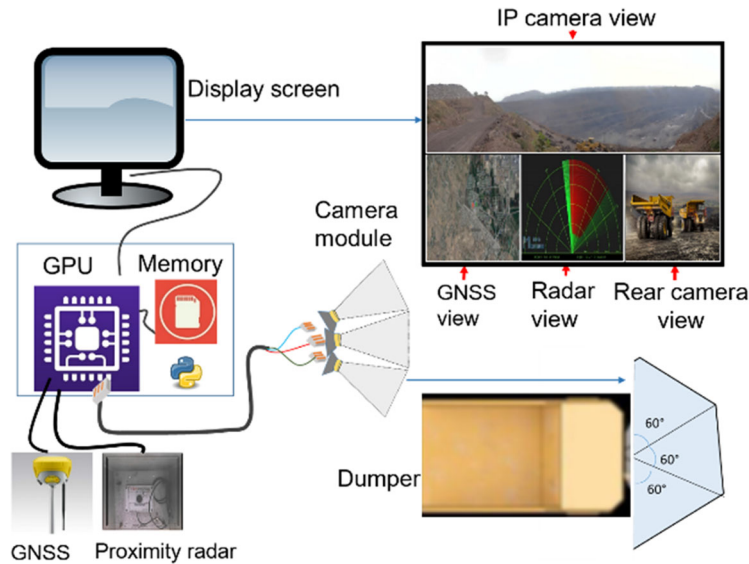 IP camera view
Display screen
Camera
module
GPU
Memory
GNSS
view
Radar
view
Rear camera
view
60°
60°
60°
Dumper
GNSS
Proximity radar